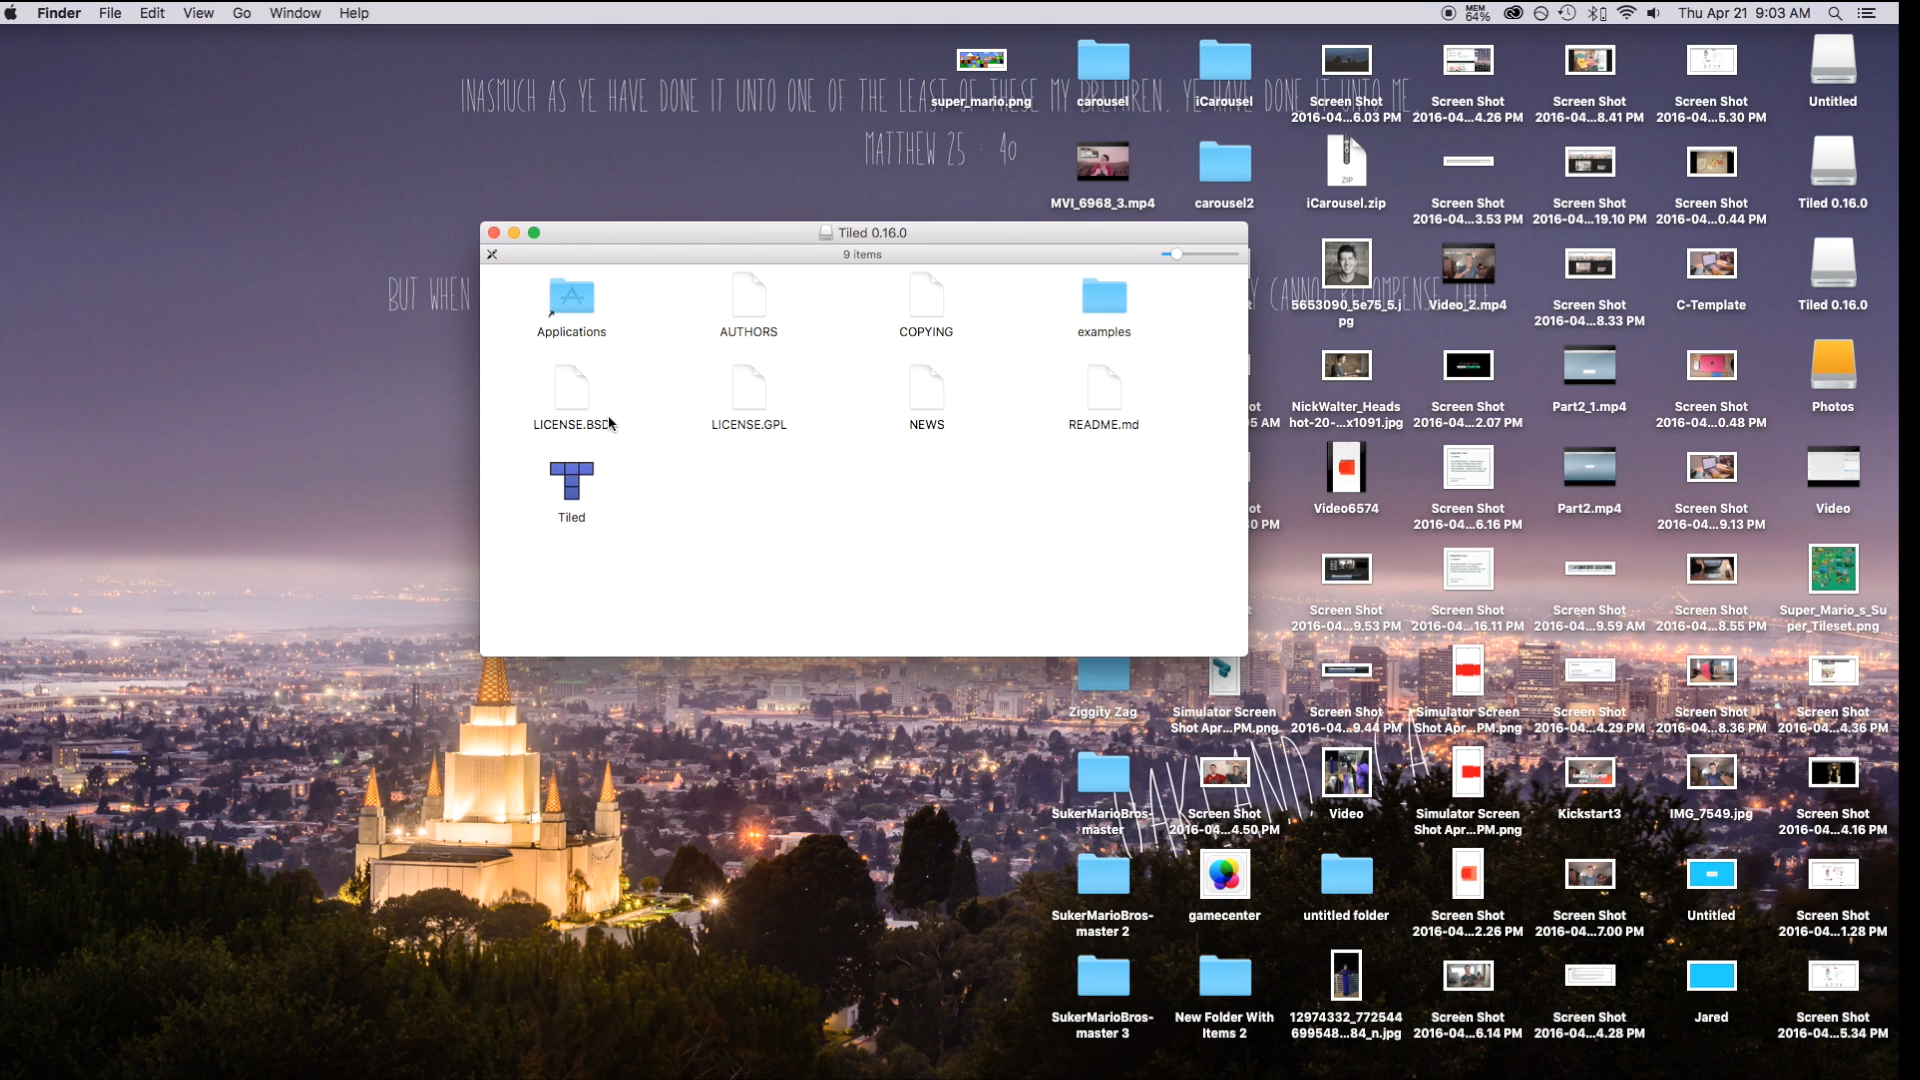 Finder File Edit View Go Window Help
MEM 64% Thu Apr 21 9:03 AM
INASMUCH AS YE HAVE DONE IT UNTO ONE OF THE LEAST OF THESE MY BRETHREN. YE HAVE DONE IT UNTO ME.
MATTHEW 25 : 40
BUT WHEN
CANNOT RECOMPENSE THEE
Tiled 0.16.0
9 items
Applications AUTHORS COPYING examples
LICENSE.BSD LICENSE.GPL NEWS README.md
Tiled
super_mario.png carousel iCarousel Screen Shot Screen Shot Screen Shot Screen Shot Untitled
2016-04...6.03 PM 2016-04...4.26 PM 2016-04...8.41 PM 2016-04...5.30 PM
ZIP
MVI_6968_3.mp4 carousel2 iCarousel.zip Screen Shot Screen Shot Screen Shot Tiled 0.16.0
2016-04...3.53 PM 2016-04...19.10 PM 2016-04...0.44 PM
5653090_5e75_5.j Video_2.mp4 Screen Shot C-Template Tiled 0.16.0
pg 2016-04...8.33 PM
NickWalter_Heads Screen Shot Part2_1.mp4 Screen Shot Photos
5 AM hot-20-...x1091.jpg 2016-04...2.07 PM 2016-04...0.48 PM
Video6574 Screen Shot Part2.mp4 Screen Shot Video
0 PM 2016-04...6.16 PM 2016-04...9.13 PM
Screen Shot Screen Shot Screen Shot Screen Shot Super_Mario_s_Su
2016-04...9.53 PM 2016-04...16.11 PM 2016-04...9.59 AM 2016-04...8.55 PM per_Tileset.png
Ziggity Zag Simulator Screen Screen Shot Simulator Screen Screen Shot Screen Shot Screen Shot
Shot Apr...PM.png 2016-04...9.44 PM Shot Apr...PM.png 2016-04...4.29 PM 2016-04...8.36 PM 2016-04...4.36 PM
SukerMarioBros- Screen Shot Video Simulator Screen Kickstart3 IMG_7549.jpg Screen Shot
master 2016-04...4.50 PM Shot Apr...PM.png 2016-04...4.16 PM
SukerMarioBros- gamecenter untitled folder Screen Shot Screen Shot Untitled Screen Shot
master 2 2016-04...2.26 PM 2016-04...7.00 PM 2016-04...1.28 PM
SukerMarioBros- New Folder With 12974332_772544 Screen Shot Screen Shot Jared Screen Shot
master 3 Items 2 699548...84_n.jpg 2016-04...6.14 PM 2016-04...4.28 PM 2016-04...5.34 PM